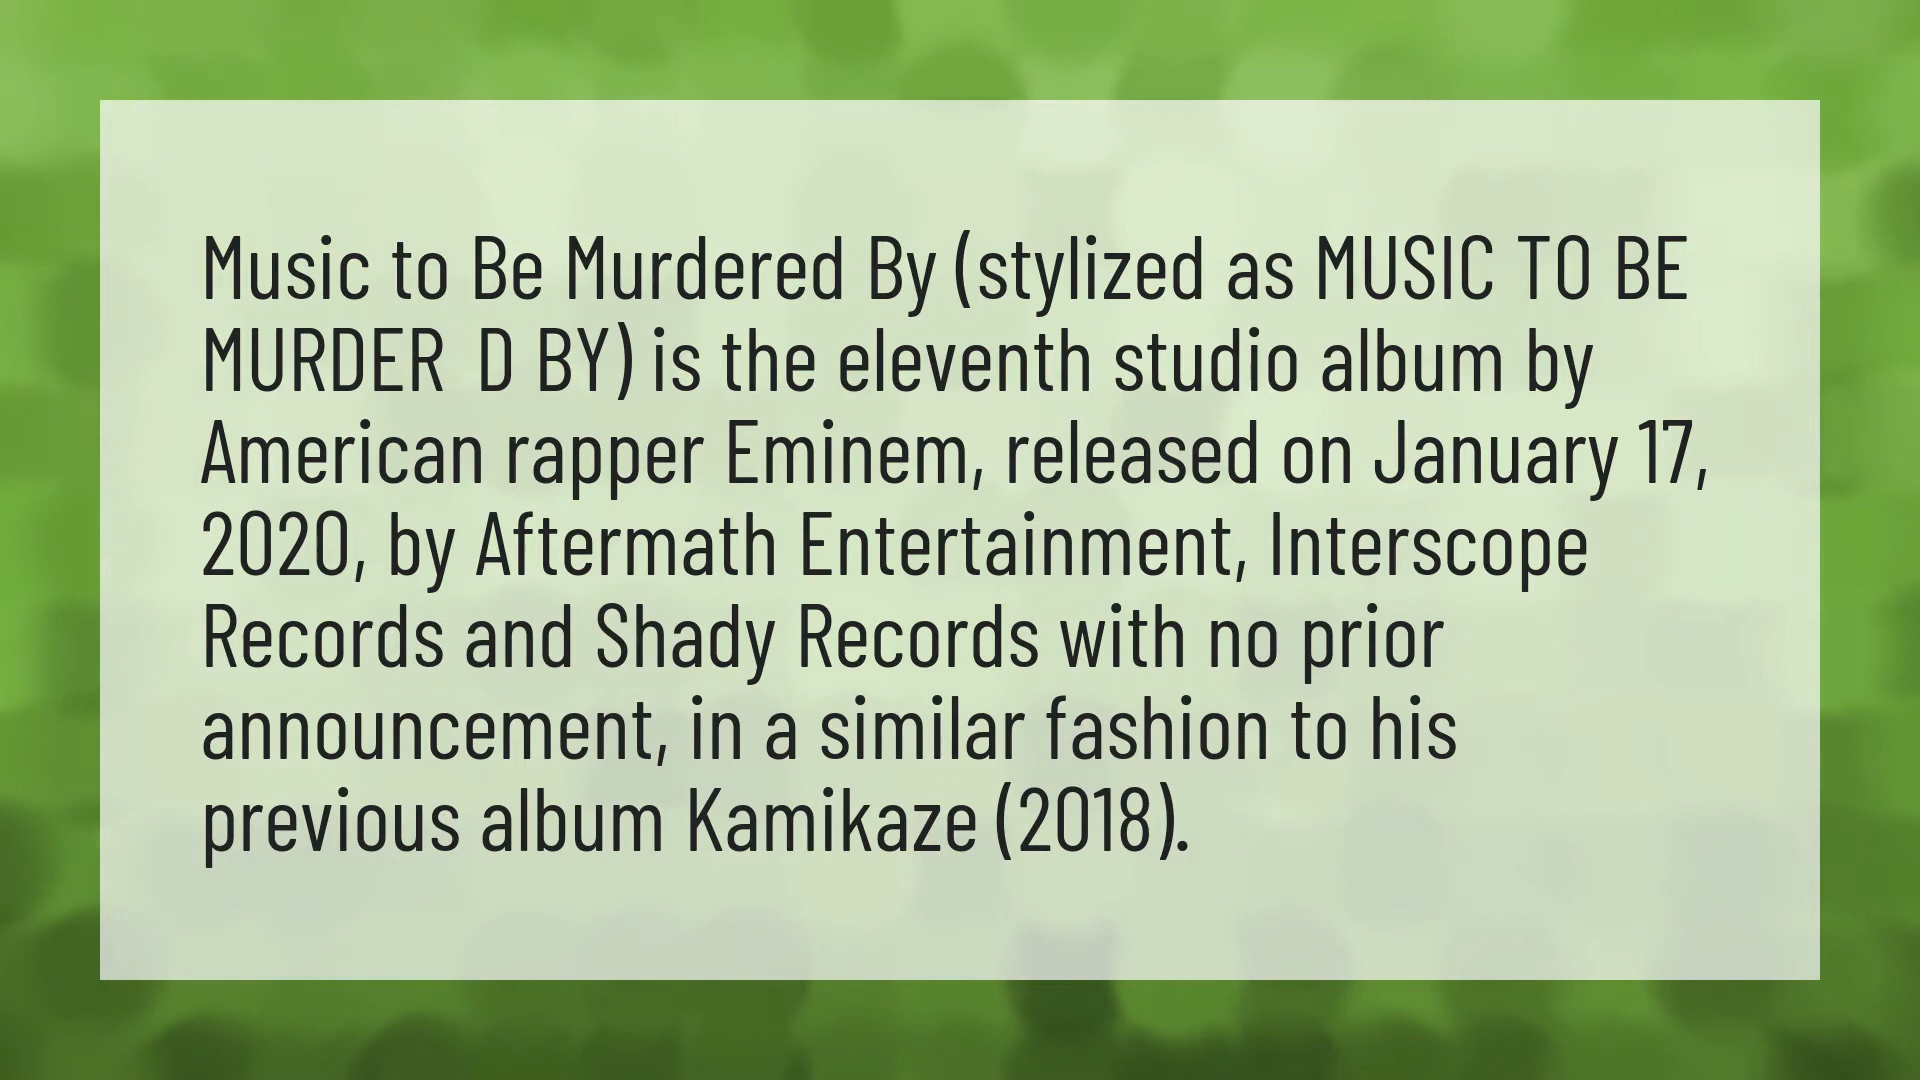 Music to Be Murdered By (stylized as MUSIC TO BE
MURDER D BY) is the eleventh studio album by
American rapper Eminem, released on January 17,
2020, by Aftermath Entertainment, Interscope
Records and Shady Records with no prior
announcement, in a similar fashion to his
previous album Kamikaze (2018).